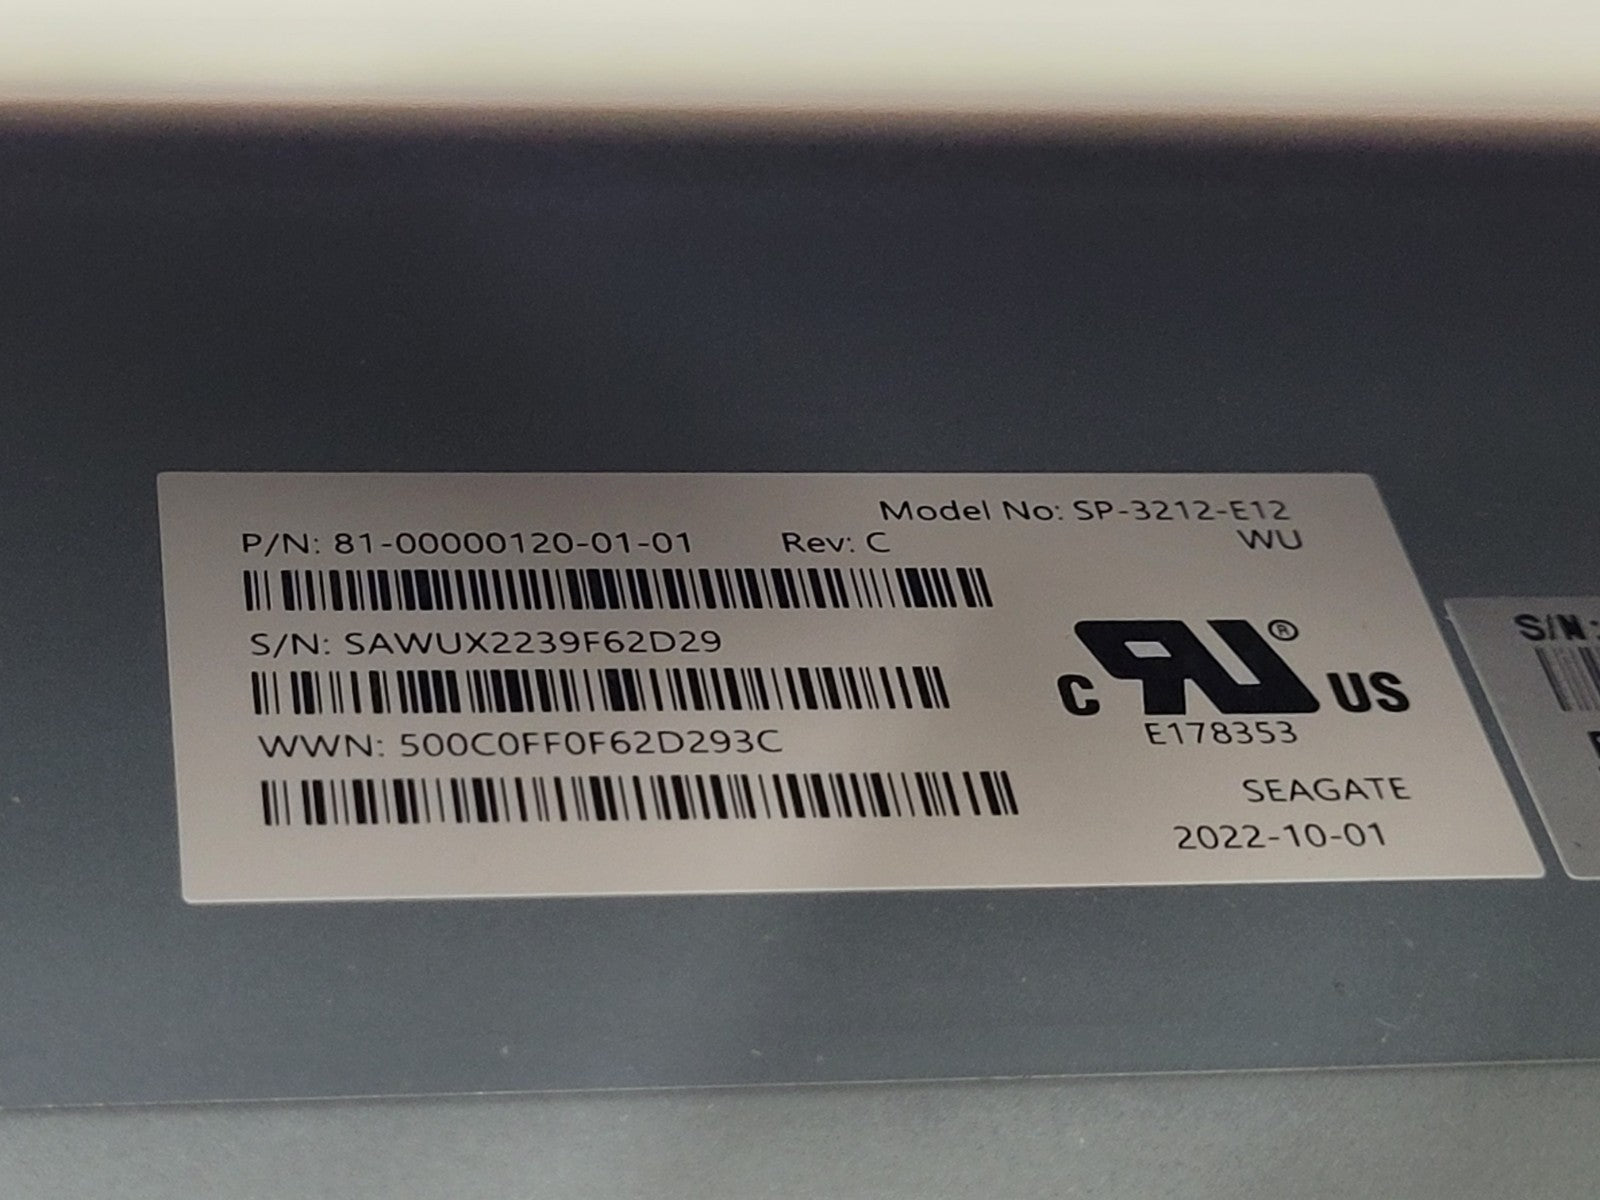 Model No: SP-3212-E12
WU
P/N: 81-00000120-01-01 Rev: C
S/N: SAWUX2239F62D29
WWN: 500C0FF0F62D293C
C RU ® US
E178353
SEAGATE
2022-10-01
S/N: